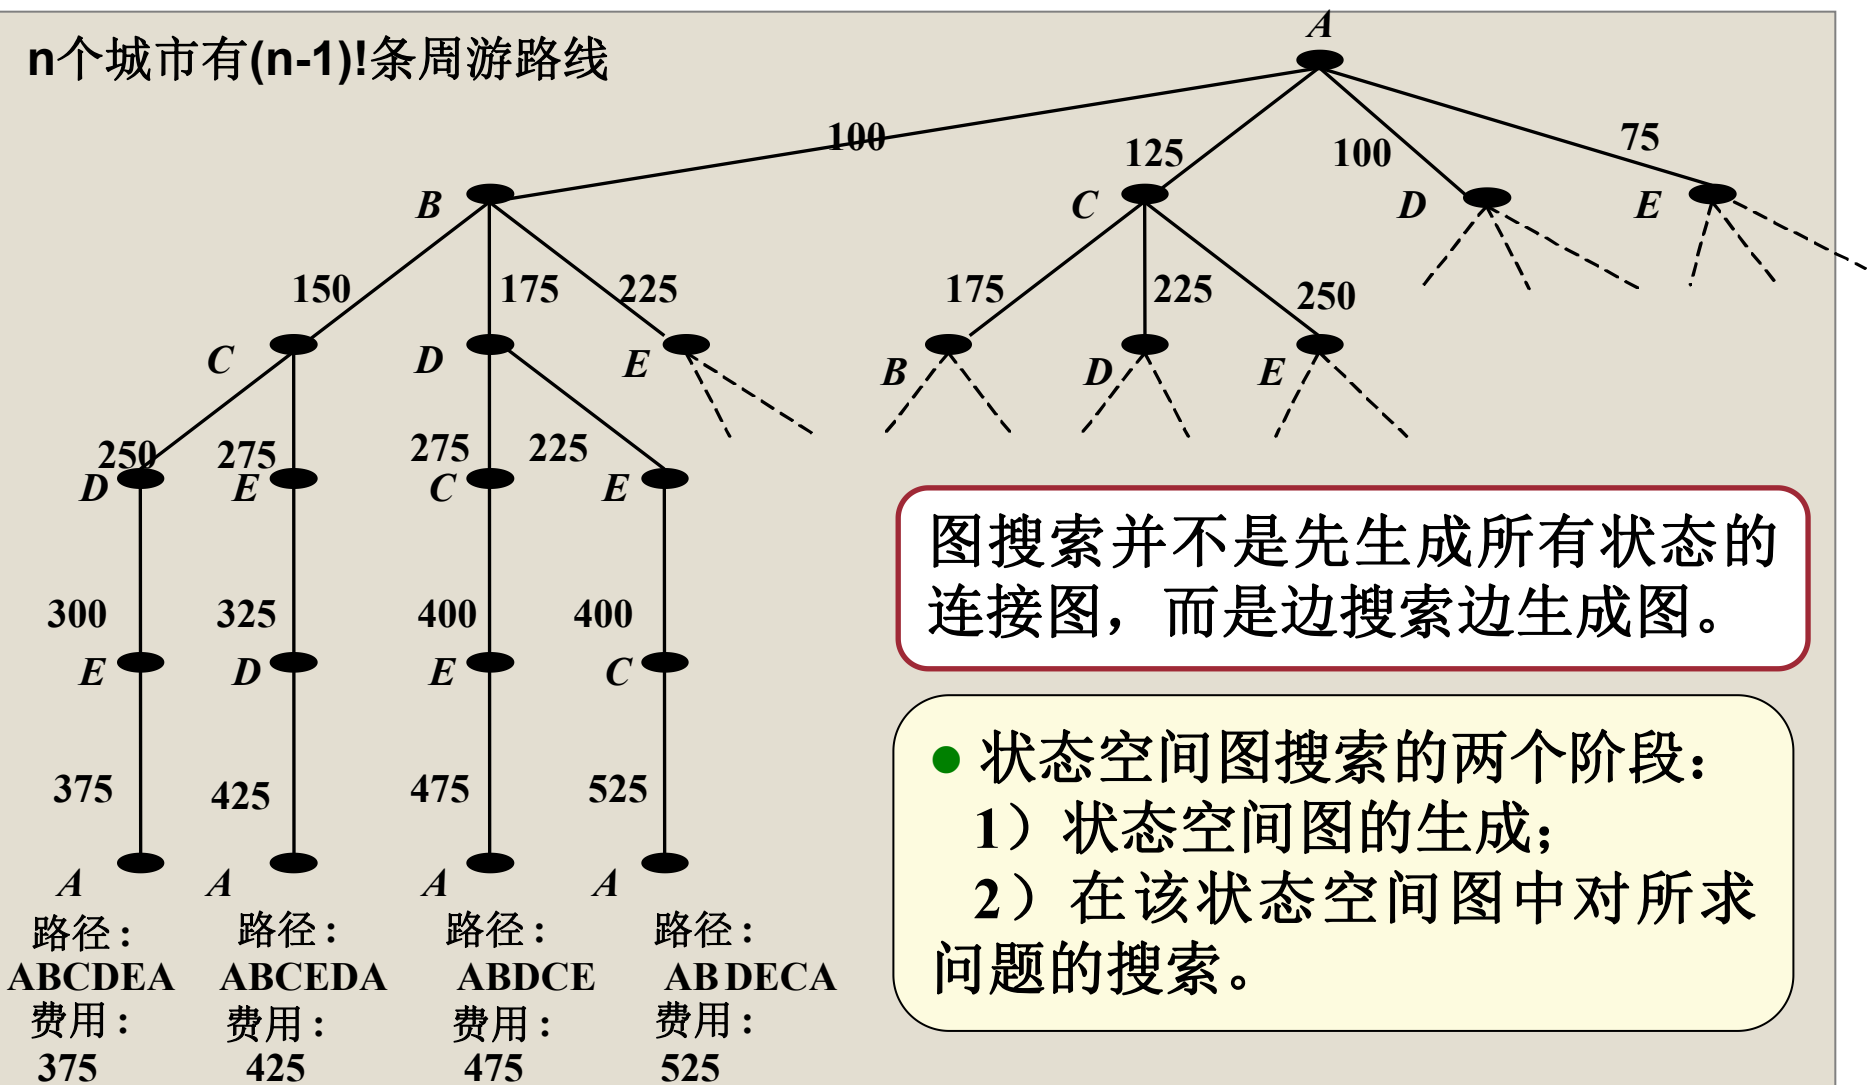 n个城市有(n-1)!条周游路线
A
100
125
100
75
B
C
D
E
150
175
225
175
225
250
C
D
E
B
D
E
250
275
275
225
D
E
C
E
300
325
400
400
E
D
E
C
375
425
475
525
A
A
A
A
路径：
ABCDEA
费用：
375
路径：
ABCEDA
费用：
425
路径：
ABDCE
费用：
475
路径：
ABDECA
费用：
525
图搜索并不是先生成所有状态的
连接图，而是边搜索边生成图。
● 状态空间图搜索的两个阶段：
1）状态空间图的生成；
2）在该状态空间图中对所求
问题的搜索。